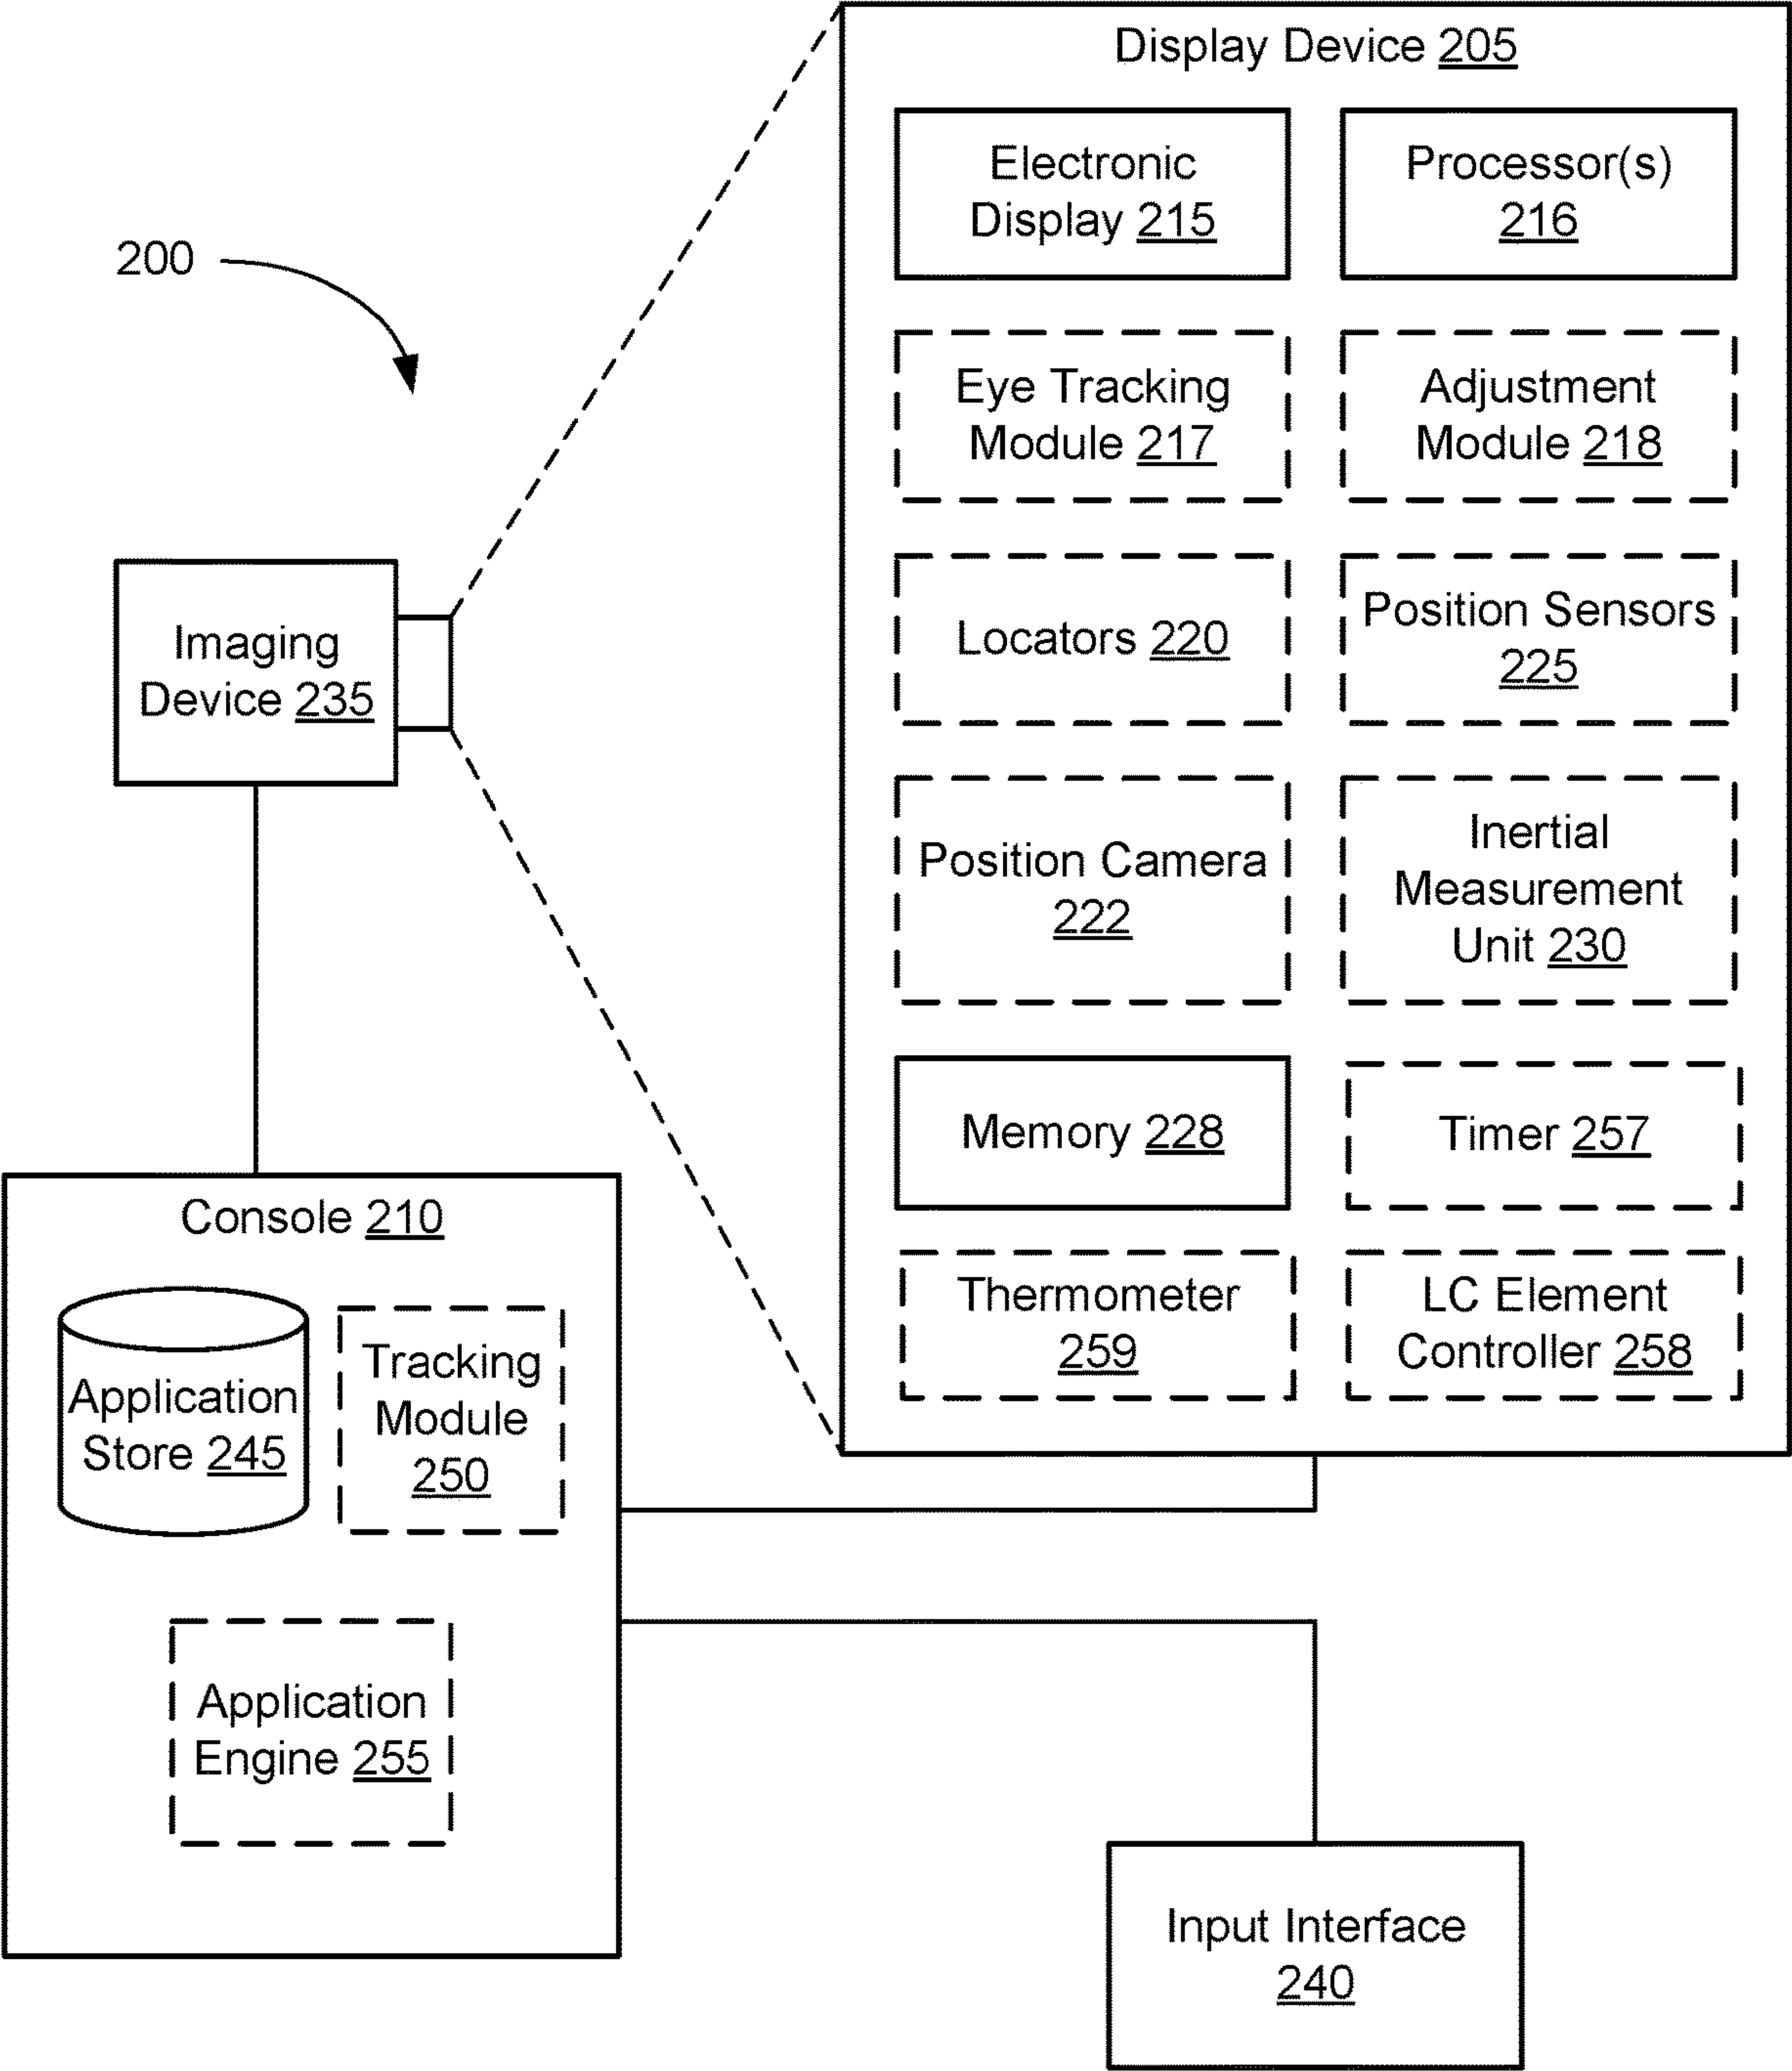 Display Device 205
Electronic
Display 215
Processor(s)
216
200
Eye Tracking
Module 217
Adjustment
Module 218
Locators 220
Position Sensors
225
Imaging
Device 235
Position Camera
222
Inertial
Measurement
Unit 230
Memory 228
Timer 257
Console 210
Thermometer
259
LC Element
Controller 258
Application
Store 245
Tracking
Module
250
Application
Engine 255
Input Interface
240